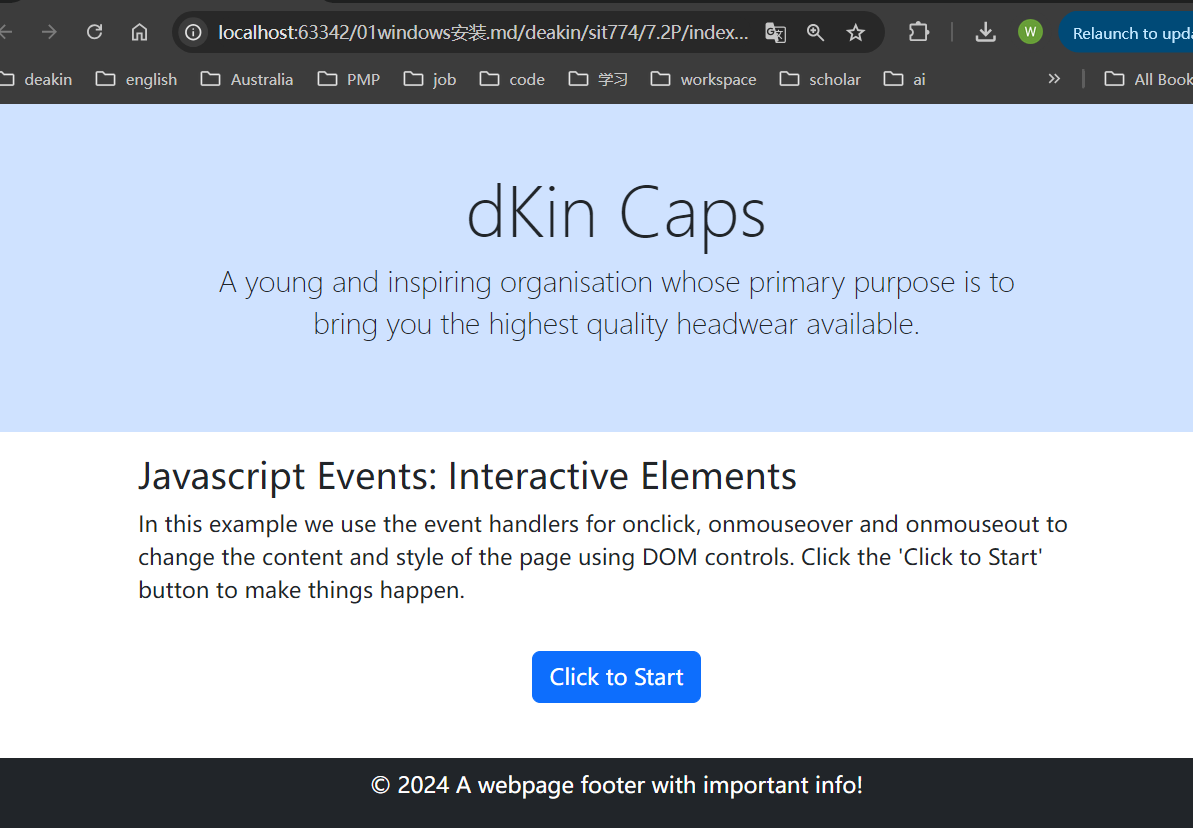 localhost:63342/01windows安装.md/deakin/sit774/7.2P/index...
W
Relaunch to upda
deakin
english
Australia
PMP
job
code
学习
workspace
scholar
ai
All Book
dKin Caps
A young and inspiring organisation whose primary purpose is to
bring you the highest quality headwear available.
Javascript Events: Interactive Elements
In this example we use the event handlers for onclick, onmouseover and onmouseout to
change the content and style of the page using DOM controls. Click the 'Click to Start'
button to make things happen.
Click to Start
© 2024 A webpage footer with important info!